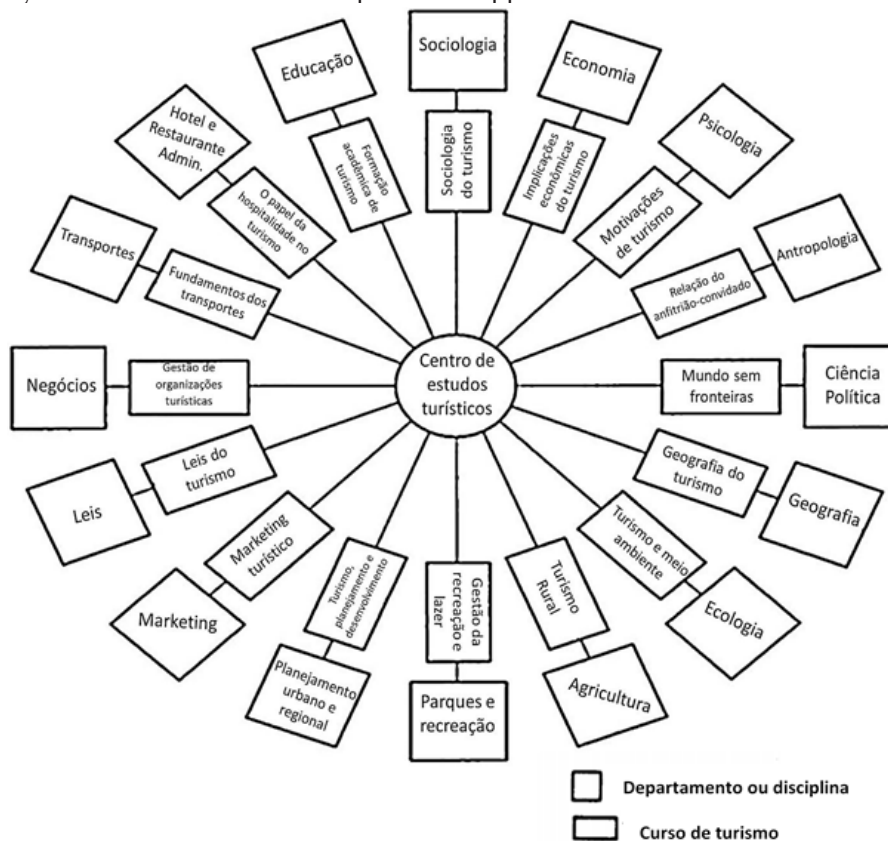 Sociologia
Sociologia
do turismo
Economia
Implicações
econômicas
do turismo
Psicologia
Motivações
de turismo
Antropologia
Relação do
anfitrião-convidado
Ciência
Política
Mundo sem
fronteiras
Geografia
Geografia do
turismo
Ecologia
Turismo e meio
ambiente
Agricultura
Turismo
Rural
Parques e
recreação
Gestão da
recreação e
lazer
Planejamento
urbano e
regional
Turismo,
planejamento e
desenvolvimento
Marketing
Marketing
turístico
Leis
Leis do
turismo
Negócios
Gestão de
organizações
turísticas
Transportes
Fundamentos dos
transportes
Hotel e
Restaurante
Admin.
O papel da
hospitalidade no
turismo
Educação
Formação
acadêmica de
turismo
Centro de
estudos
turísticos
Departamento ou disciplina
Curso de turismo